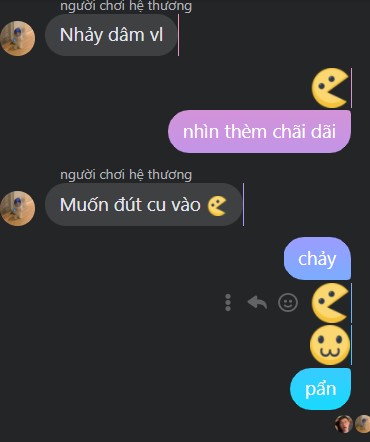 người chơi hệ thương
Nhảy dâm vl
nhìn thèm chãi dãi
người chơi hệ thương
Muốn đút cu vào
chảy
pẩn